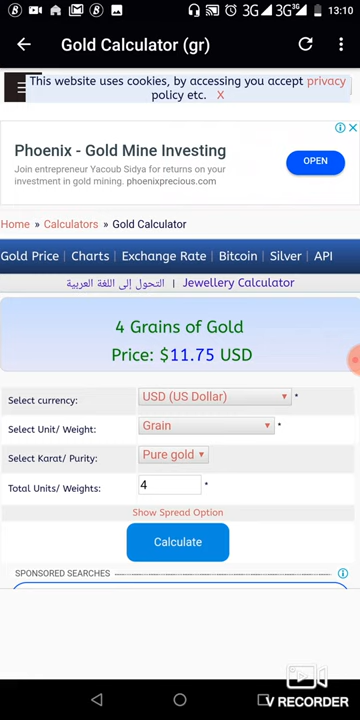 3G 3G 3G 13:10
Gold Calculator (gr)
This website uses cookies, by accessing you accept privacy
policy etc. X
Phoenix - Gold Mine Investing
Join entrepreneur Yacoub Sidya for returns on your
investment in gold mining. phoenixprecious.com
OPEN
Home » Calculators » Gold Calculator
Gold Price | Charts | Exchange Rate | Bitcoin | Silver | API
التحول إلى اللغة العربية | Jewellery Calculator
4 Grains of Gold
Price: $11.75 USD
Select currency: USD (US Dollar) *
Select Unit/ Weight: Grain *
Select Karat/ Purity: Pure gold
Total Units/ Weights: 4 *
Show Spread Option
Calculate
SPONSORED SEARCHES
V RECORDER